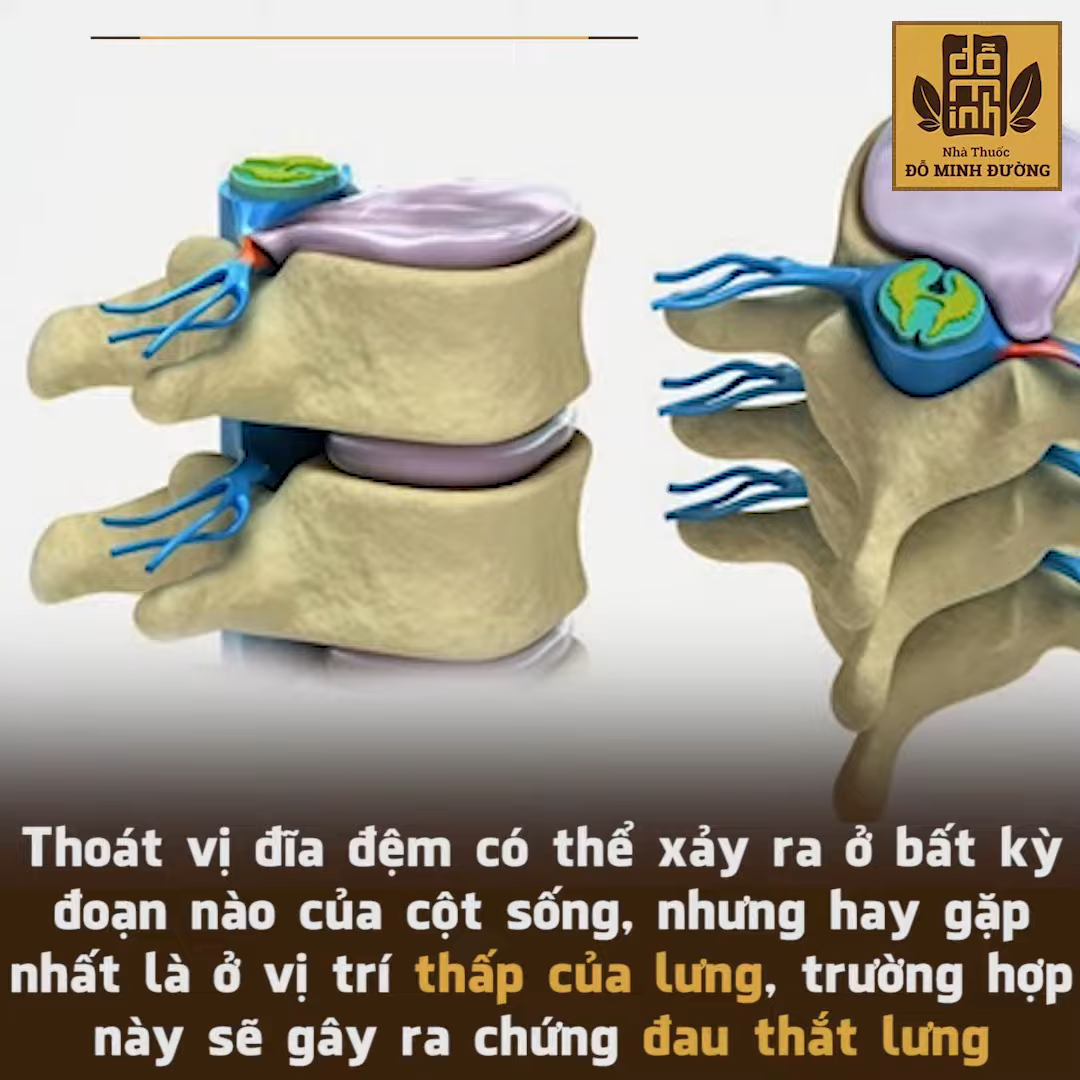 đỗ
minh
Nhà Thuốc
ĐỖ MINH ĐƯỜNG
Thoát vị đĩa đệm có thể xảy ra ở bất kỳ
đoạn nào của cột sống, nhưng hay gặp
nhất là ở vị trí thấp của lưng, trường hợp
này sẽ gây ra chứng đau thắt lưng